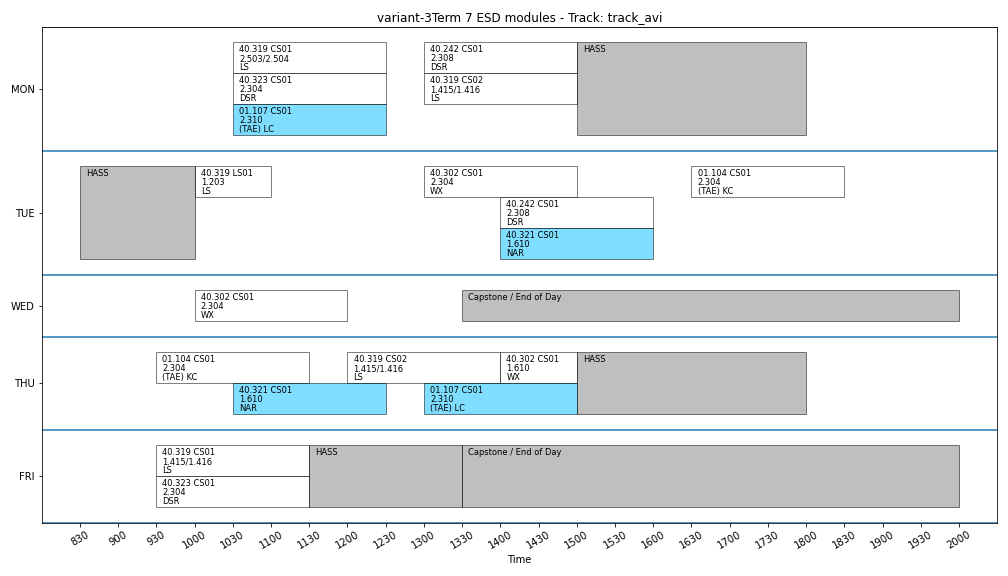 variant-3Term 7 ESD modules - Track: track_avi
MON
40.319 CS01
2.503/2.504
LS
40.323 CS01
2.304
DSR
01.107 CS01
2.310
(TAE) LC
40.242 CS01
2.308
DSR
40.319 CS02
1.415/1.416
LS
HASS
TUE
HASS
40.319 LS01
1.203
LS
40.302 CS01
2.304
WX
40.242 CS01
2.308
DSR
40.321 CS01
1.610
NAR
01.104 CS01
2.304
(TAE) KC
WED
40.302 CS01
2.304
WX
Capstone / End of Day
THU
01.104 CS01
2.304
(TAE) KC
40.321 CS01
1.610
NAR
40.319 CS02
1.415/1.416
LS
01.107 CS01
2.310
(TAE) LC
40.302 CS01
1.610
WX
HASS
FRI
40.319 CS01
1.415/1.416
LS
40.323 CS01
2.304
DSR
HASS
Capstone / End of Day
830 900 930 1000 1030 1100 1130 1200 1230 1300 1330 1400 1430 1500 1530 1600 1630 1700 1730 1800 1830 1900 1930 2000
Time